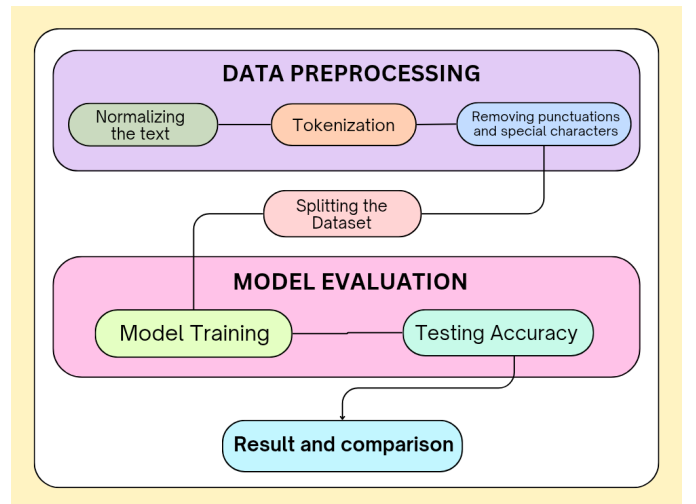 DATA PREPROCESSING
Normalizing
the text
Tokenization
Removing punctuations
and special characters
Splitting the
Dataset
MODEL EVALUATION
Model Training
Testing Accuracy
Result and comparison